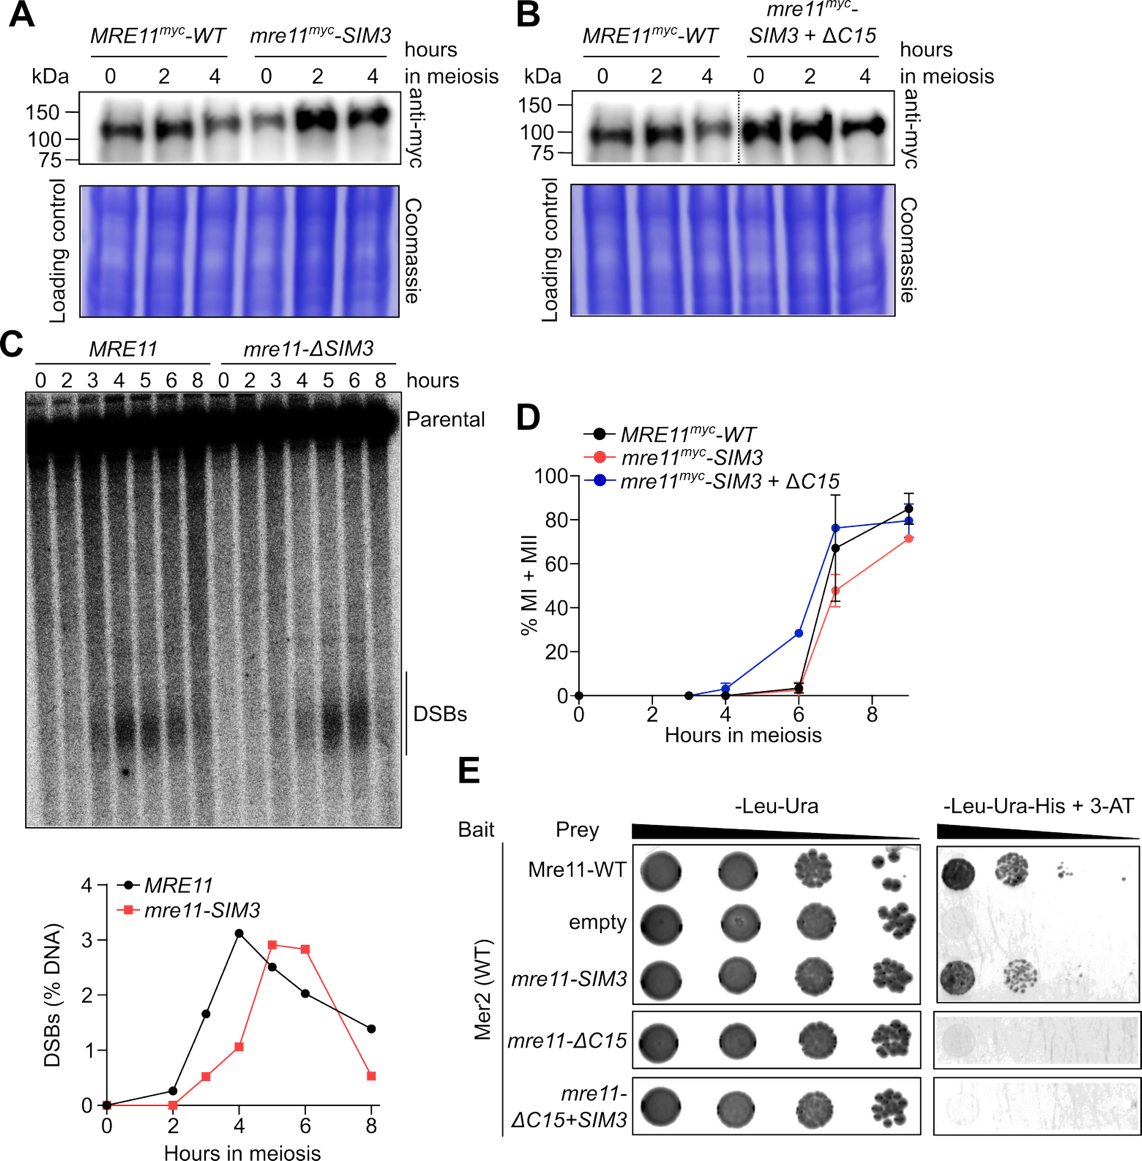 A
MRE11myc-WT mre11myc-SIM3
hours
kDa 0 2 4 0 2 4 in meiosis
150
100
75
anti-myc
Loading control
Coomassie
B
MRE11myc-WT
mre11myc-
SIM3 + ΔC15
hours
kDa 0 2 4 0 2 4 in meiosis
150
100
75
anti-myc
Loading control
Coomassie
C
MRE11 mre11-ΔSIM3
0 2 3 4 5 6 8 0 2 3 4 5 6 8 hours
Parental
DSBs
MRE11
mre11-SIM3
DSBs (% DNA)
4
3
2
1
0
0 2 4 6 8
Hours in meiosis
D
MRE11myc-WT
mre11myc-SIM3
mre11myc-SIM3 + ΔC15
% MI + MII
100
80
60
40
20
0
0 2 4 6 8
Hours in meiosis
E
-Leu-Ura -Leu-Ura-His + 3-AT
Bait Prey
Mer2 (WT)
Mre11-WT
empty
mre11-SIM3
mre11-ΔC15
mre11-
ΔC15+SIM3